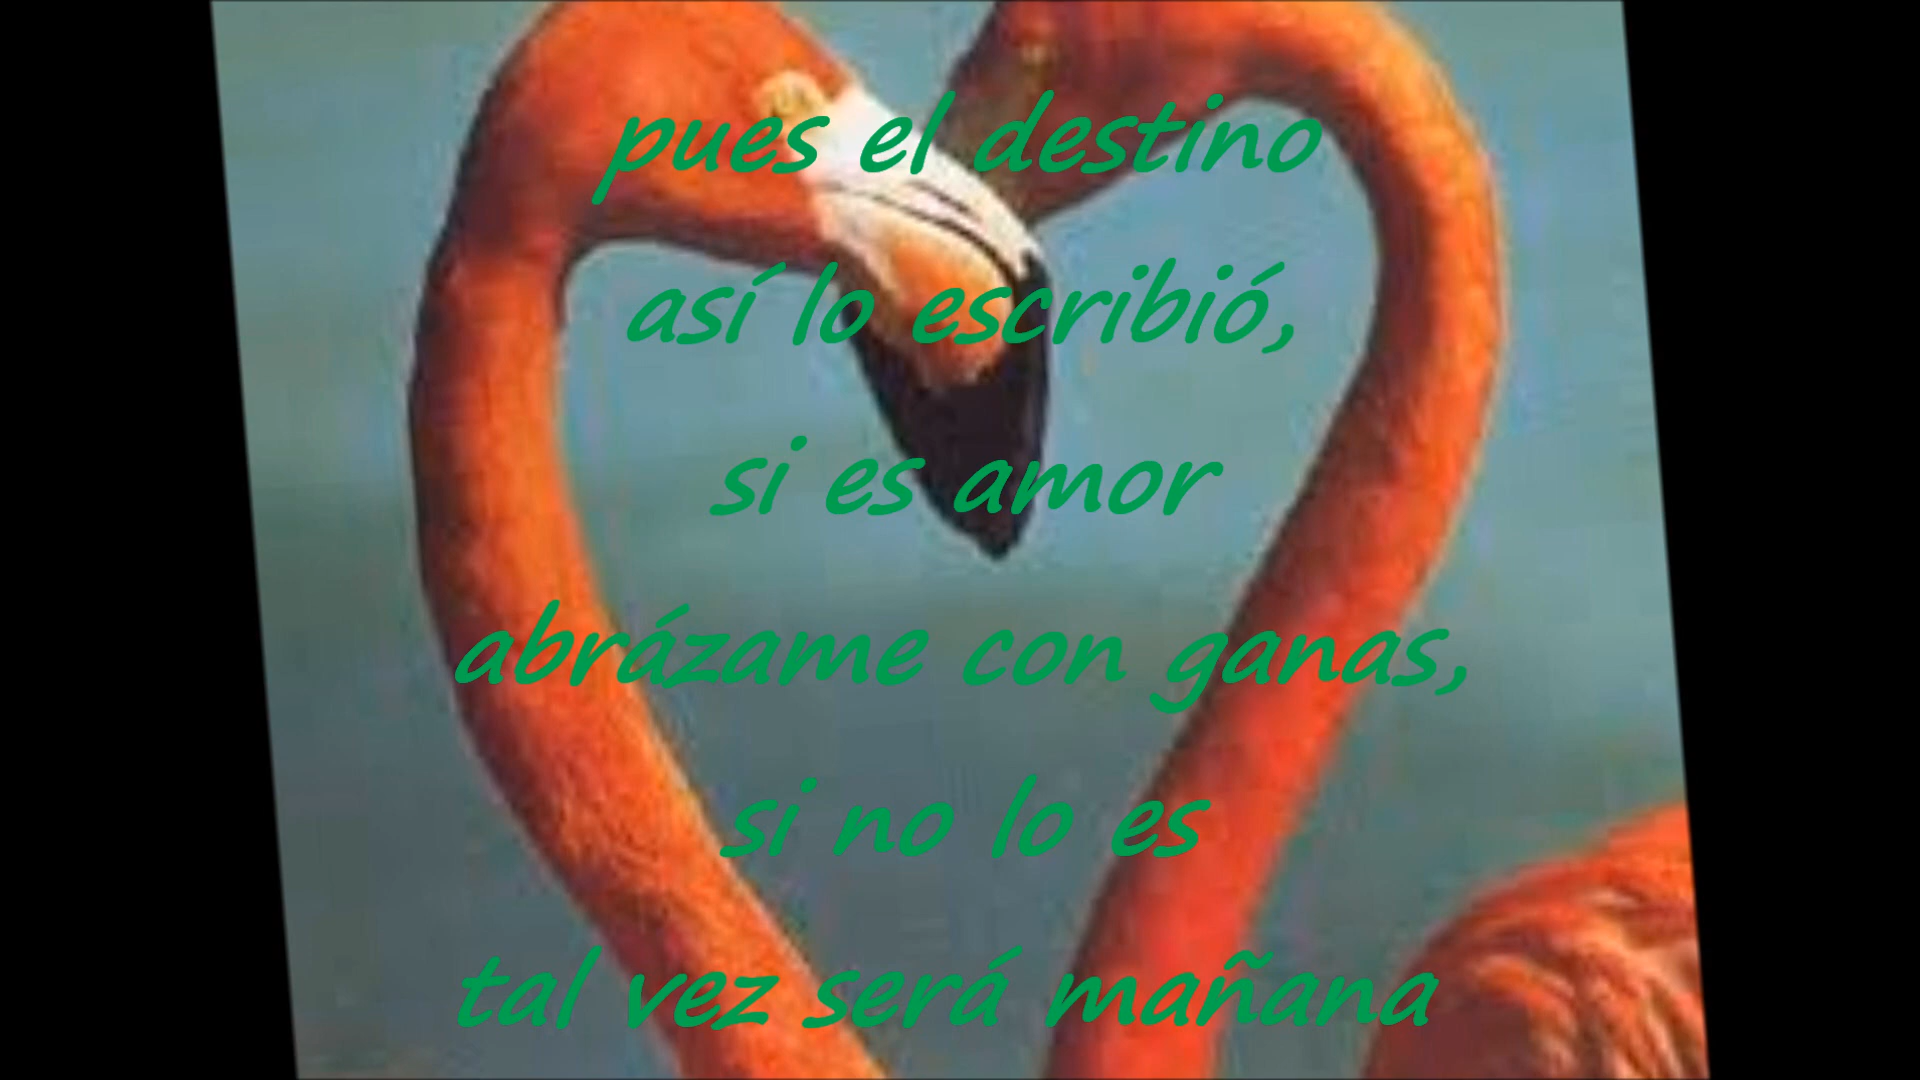 pues el destino
así lo escribió,
si es amor
abrázame con ganas,
si no lo es
tal vez será mañana